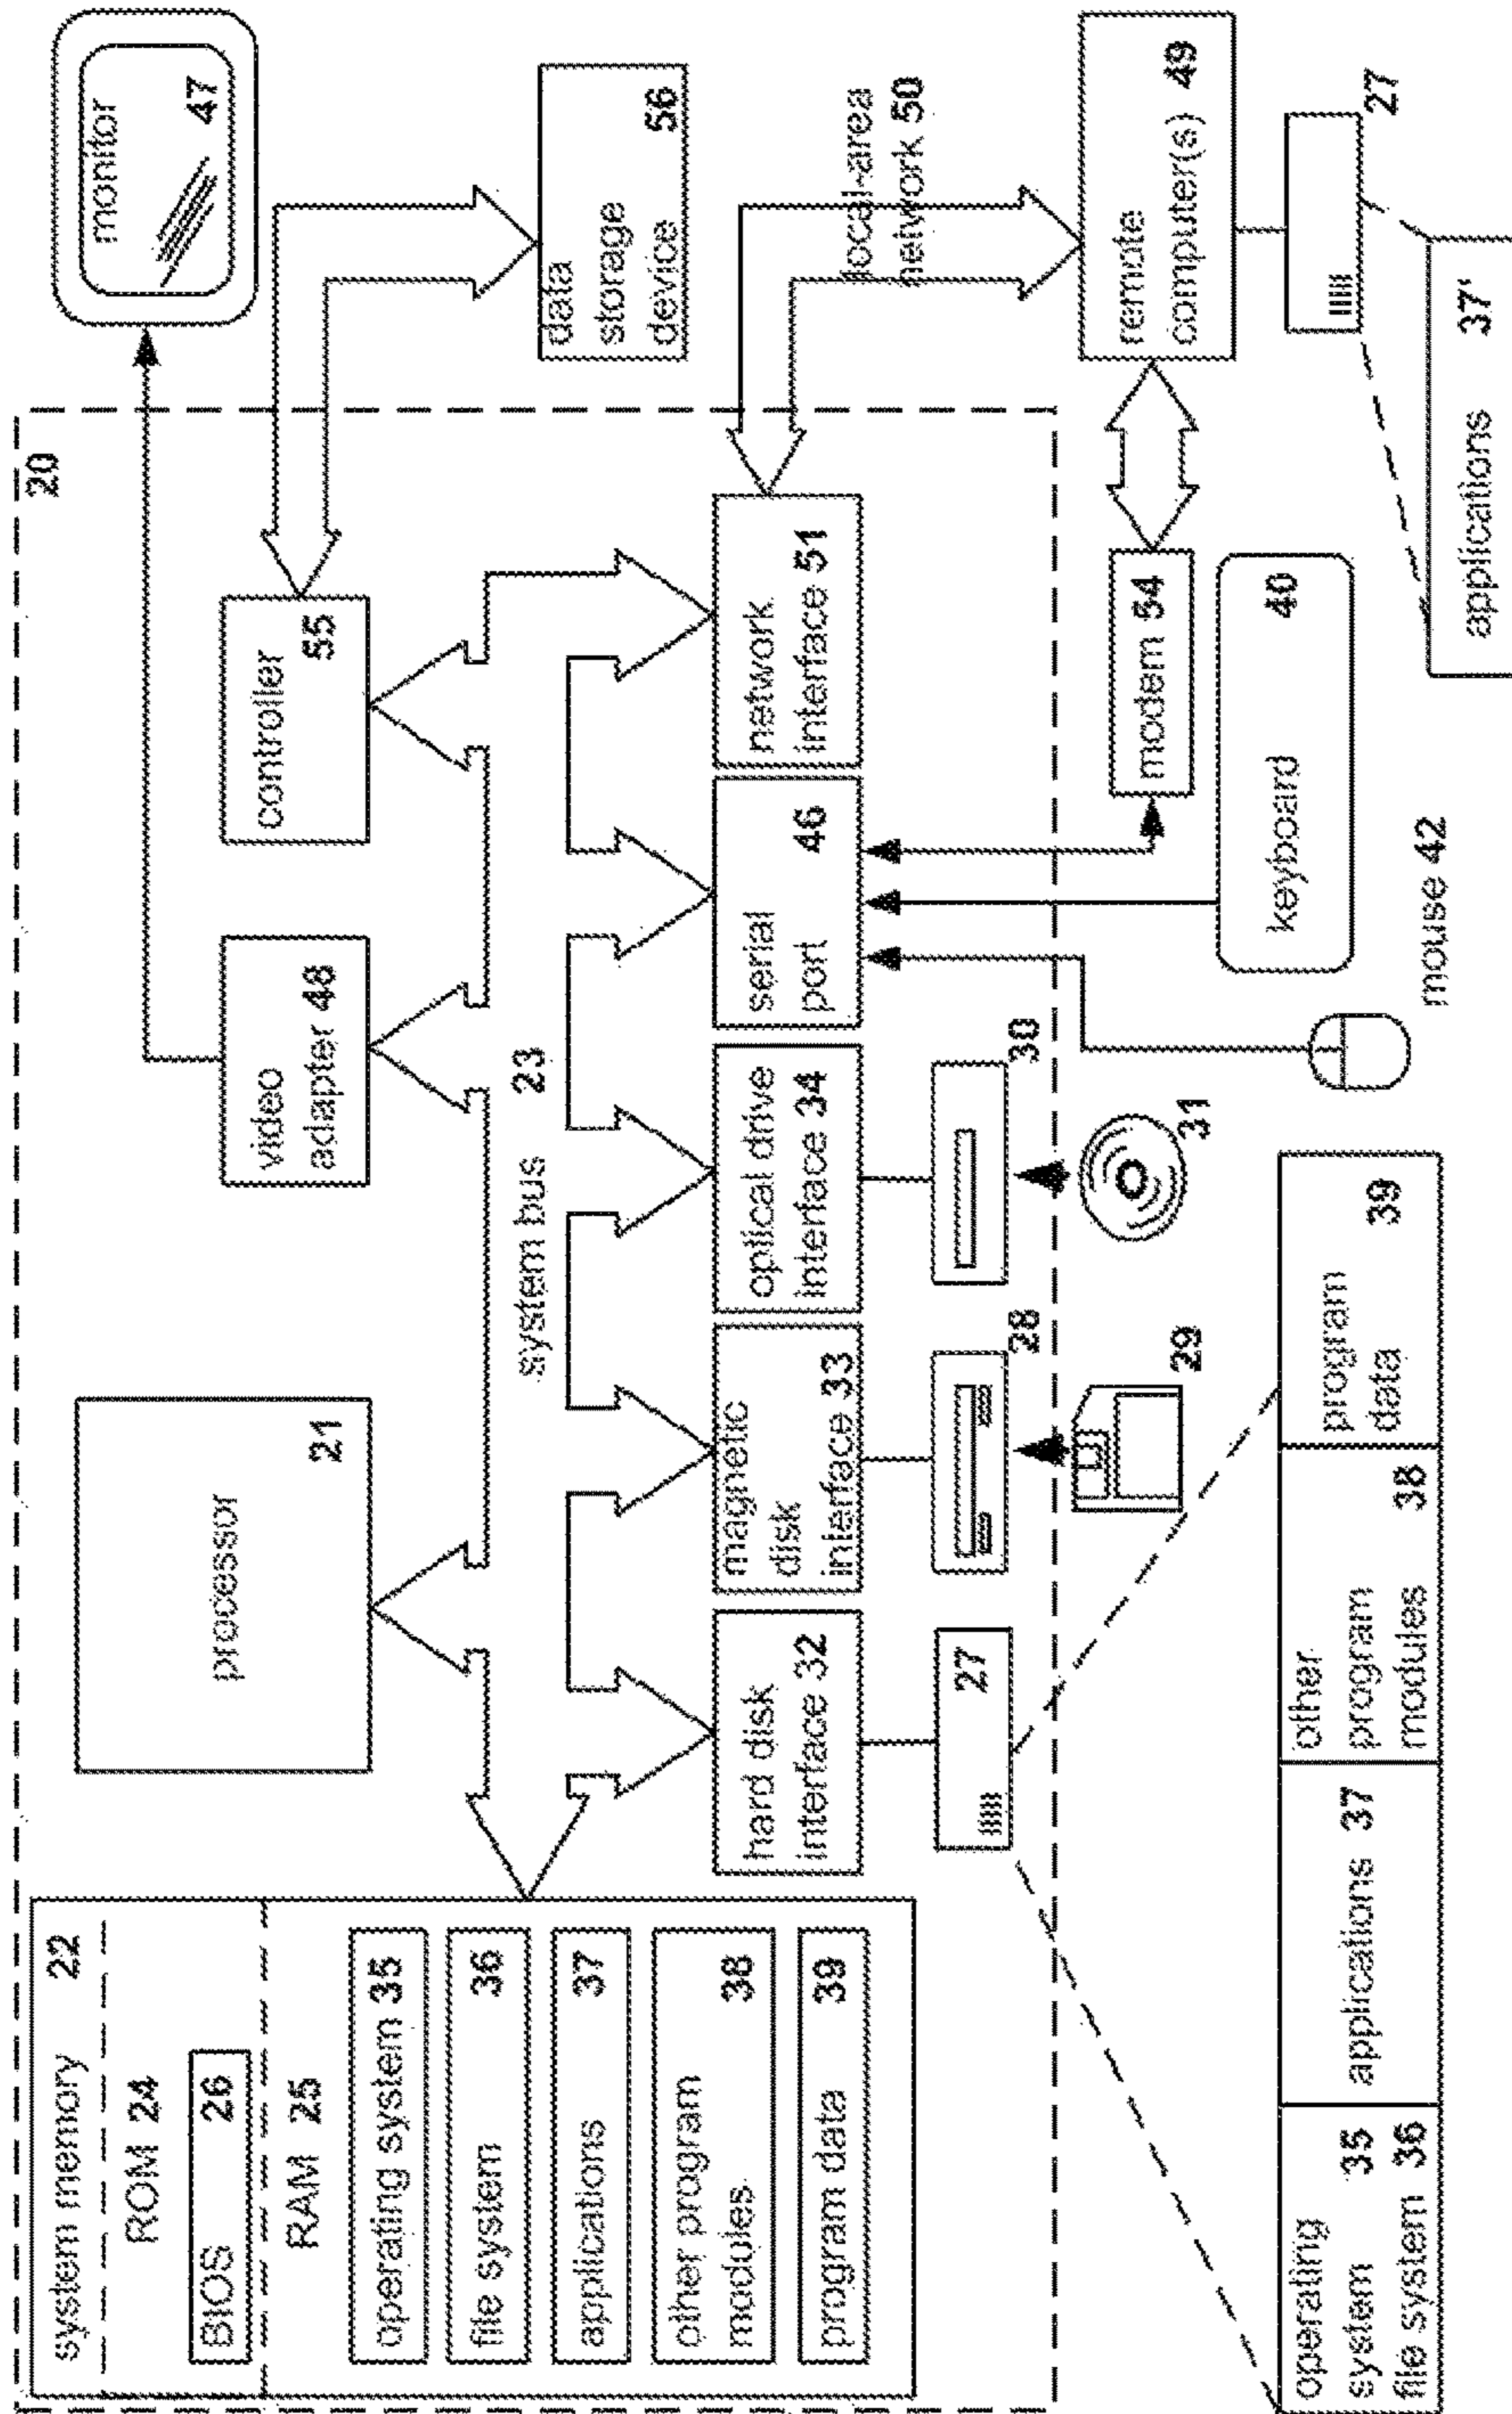 system memory 22
ROM 24
BIOS 26
RAM 25
operating system 35
file system 36
applications 37
other program
modules 38
program data 39
20
processor
21
video
adapter 48
controller
55
monitor
47
data
storage
device 56
system bus 23
hard disk
interface 32
magnetic
disk
interface 33
optical drive
interface 34
serial
port 46
network
interface 51
local-area
network 50
27
28
30
29
31
modem 54
remote
computer(s) 49
keyboard 40
mouse 42
27
applications 37'
operating
system 35
file system 36
applications 37
other
program
modules 38
program
data 39